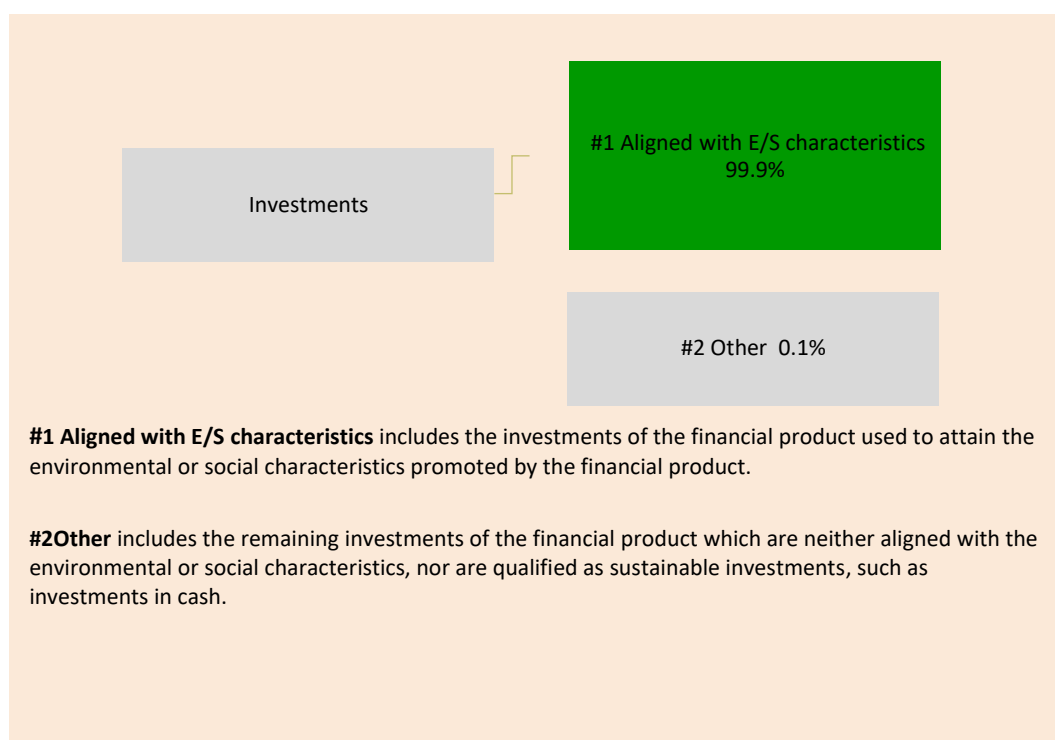 #1 Aligned with E/S characteristics
99.9%
Investments
#2 Other  0.1%
#1 Aligned with E/S characteristics includes the investments of the financial product used to attain the
environmental or social characteristics promoted by the financial product.
#2Other includes the remaining investments of the financial product which are neither aligned with the
environmental or social characteristics, nor are qualified as sustainable investments, such as
investments in cash.